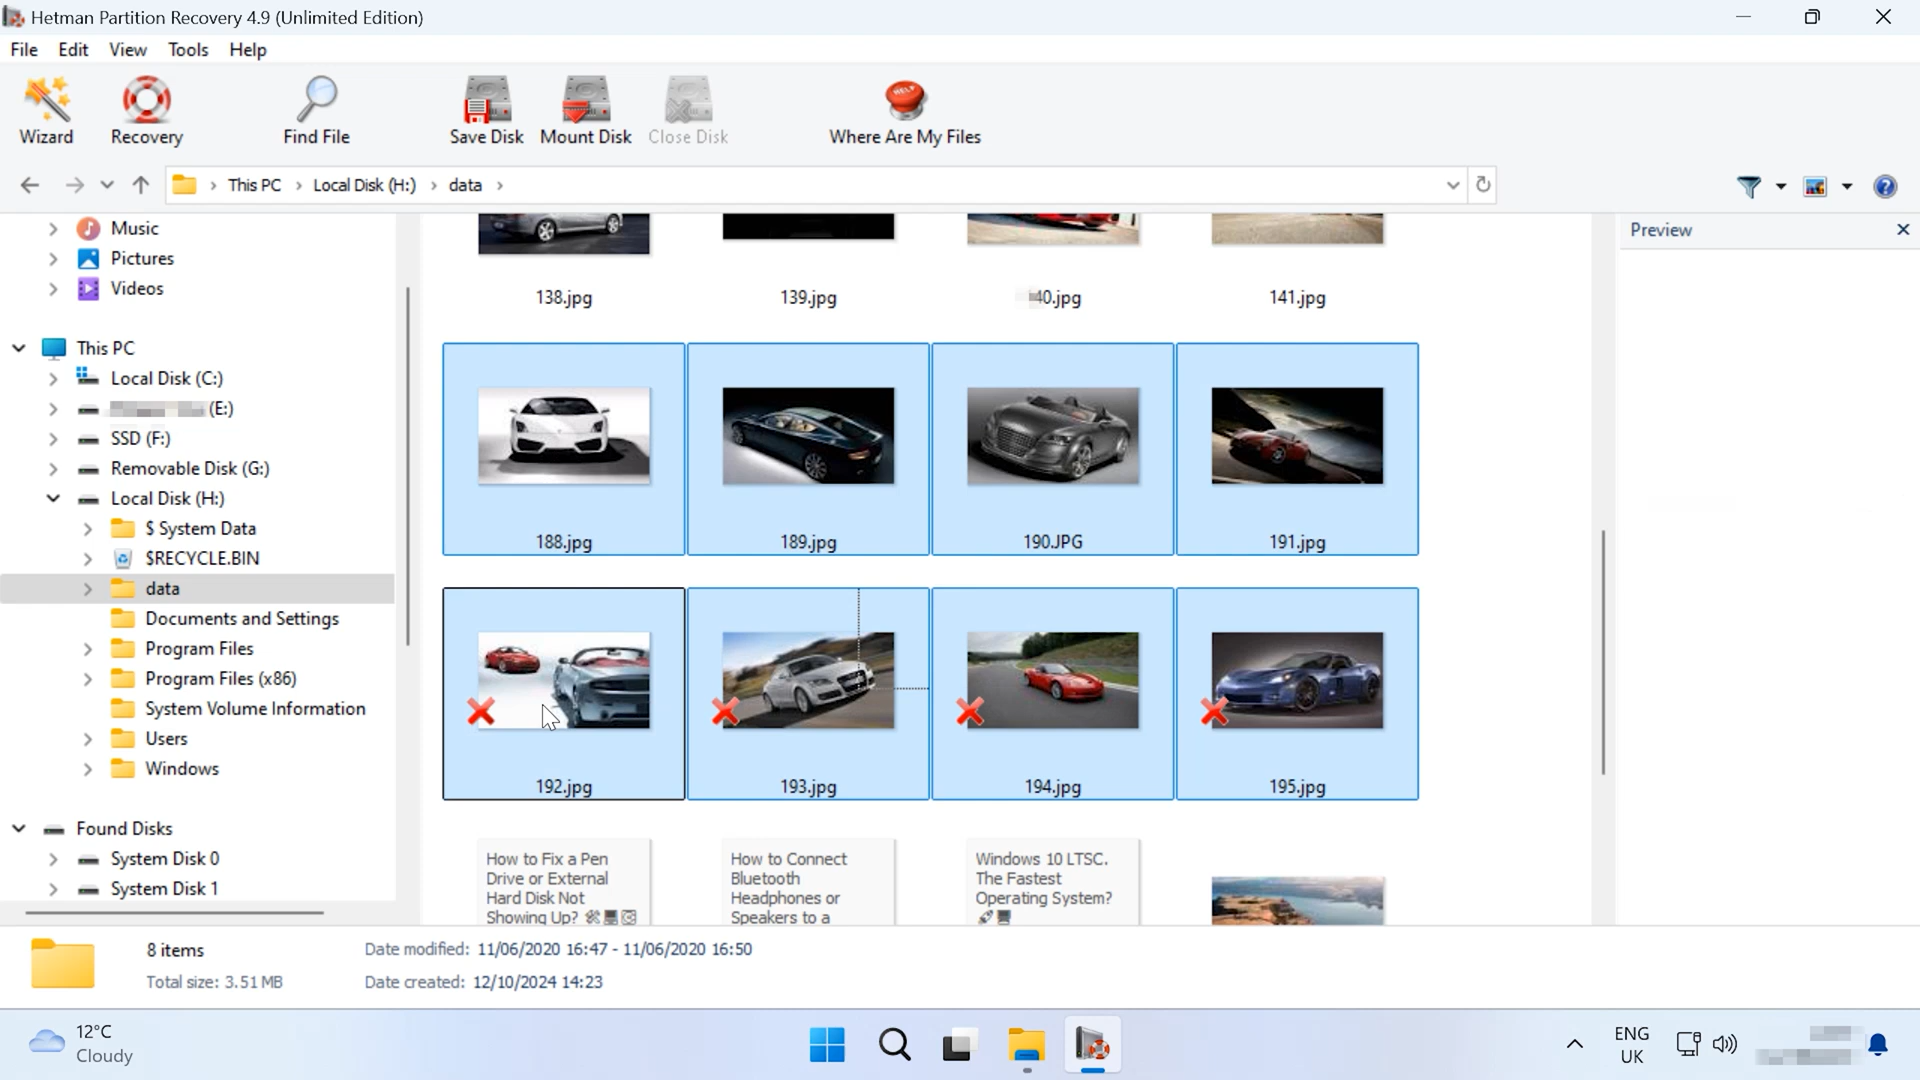 Hetman Partition Recovery 4.9 (Unlimited Edition)
File Edit View Tools Help
Wizard Recovery Find File Save Disk Mount Disk Close Disk HELP Where Are My Files
This PC › Local Disk (H:) › data ›
Music
Pictures
Videos
This PC
Local Disk (C:)
(E:)
SSD (F:)
Removable Disk (G:)
Local Disk (H:)
$ System Data
$RECYCLE.BIN
data
Documents and Settings
Program Files
Program Files (x86)
System Volume Information
Users
Windows
Found Disks
System Disk 0
System Disk 1
138.jpg 139.jpg 40.jpg 141.jpg
188.jpg 189.jpg 190.JPG 191.jpg
192.jpg 193.jpg 194.jpg 195.jpg
How to Fix a Pen
Drive or External
Hard Disk Not
Showing Up? 🛠💻💽
How to Connect
Bluetooth
Headphones or
Speakers to a
Windows 10 LTSC.
The Fastest
Operating System?
🚀💻
Preview
8 items
Total size: 3.51 MB
Date modified: 11/06/2020 16:47 - 11/06/2020 16:50
Date created: 12/10/2024 14:23
12°C
Cloudy
ENG
UK